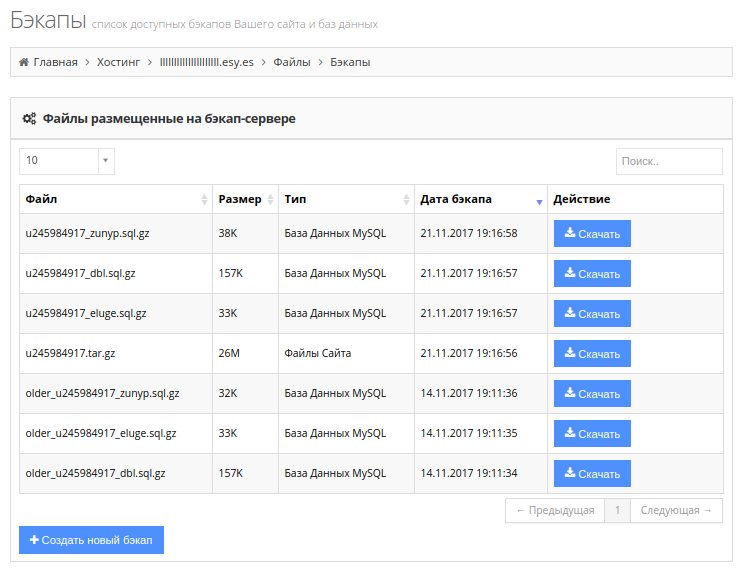 Бэкапы список доступных бэкапов Вашего сайта и баз данных
Главная > Хостинг > llllllllllllllllllll.esy.es > Файлы > Бэкапы
Файлы размещенные на бэкап-сервере
10 Поиск..
Файл Размер Тип Дата бэкапа Действие
u245984917_zunyp.sql.gz 38K База Данных MySQL 21.11.2017 19:16:58 Скачать
u245984917_dbl.sql.gz 157K База Данных MySQL 21.11.2017 19:16:57 Скачать
u245984917_eluge.sql.gz 33K База Данных MySQL 21.11.2017 19:16:57 Скачать
u245984917.tar.gz 26M Файлы Сайта 21.11.2017 19:16:56 Скачать
older_u245984917_zunyp.sql.gz 32K База Данных MySQL 14.11.2017 19:11:36 Скачать
older_u245984917_eluge.sql.gz 33K База Данных MySQL 14.11.2017 19:11:35 Скачать
older_u245984917_dbl.sql.gz 157K База Данных MySQL 14.11.2017 19:11:34 Скачать
← Предыдущая 1 Следующая →
+ Создать новый бэкап